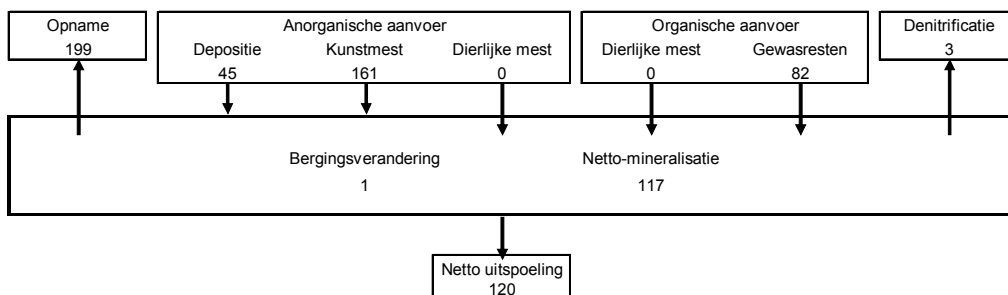 Opname
199
Anorganische aanvoer
Depositie Kunstmest Dierlijke mest
45 161 0
Organische aanvoer
Dierlijke mest Gewasresten
0 82
Denitrificatie
3
Bergingsverandering Netto-mineralisatie
1 117
Netto uitspoeling
120